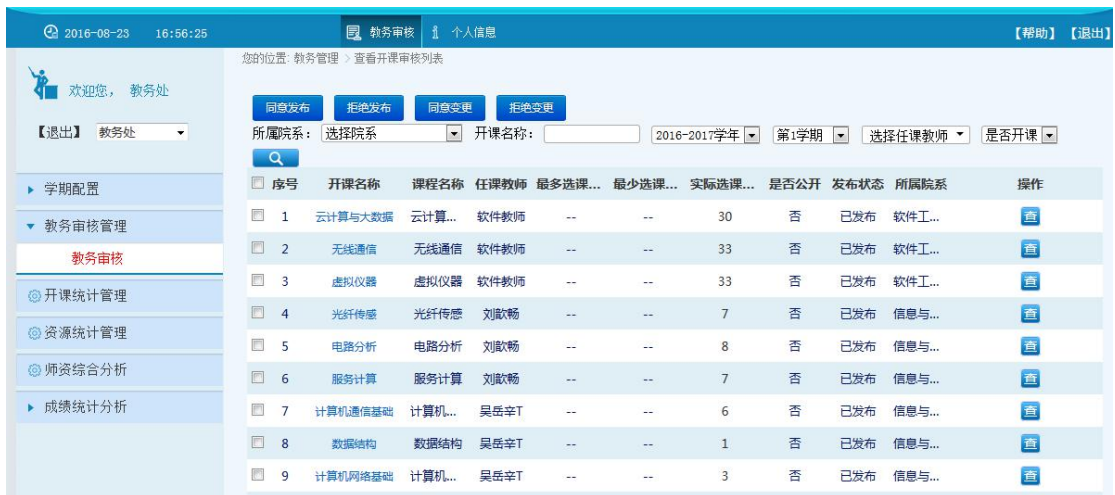 2016-08-23 16:56:25 教务审核 个人信息 【帮助】 【退出】
您的位置: 教务管理 > 查看开课审核列表
欢迎您, 教务处
【退出】 教务处
学期配置
教务审核管理
教务审核
开课统计管理
资源统计管理
师资综合分析
成绩统计分析
同意发布 拒绝发布 同意变更 拒绝变更
所属院系: 选择院系 开课名称: 2016-2017学年 第1学期 选择任课教师 是否开课
序号 开课名称 课程名称 任课教师 最多选课... 最少选课... 实际选课... 是否公开 发布状态 所属院系 操作
1 云计算与大数据 云计算... 软件教师 -- -- 30 否 已发布 软件工... 查
2 无线通信 无线通信 软件教师 -- -- 33 否 已发布 软件工... 查
3 虚拟仪器 虚拟仪器 软件教师 -- -- 33 否 已发布 软件工... 查
4 光纤传感 光纤传感 刘歆畅 -- -- 7 否 已发布 信息与... 查
5 电路分析 电路分析 刘歆畅 -- -- 8 否 已发布 信息与... 查
6 服务计算 服务计算 刘歆畅 -- -- 7 否 已发布 信息与... 查
7 计算机通信基础 计算机... 吴岳辛T -- -- 6 否 已发布 信息与... 查
8 数据结构 数据结构 吴岳辛T -- -- 1 否 已发布 信息与... 查
9 计算机网络基础 计算机... 吴岳辛T -- -- 3 否 已发布 信息与... 查